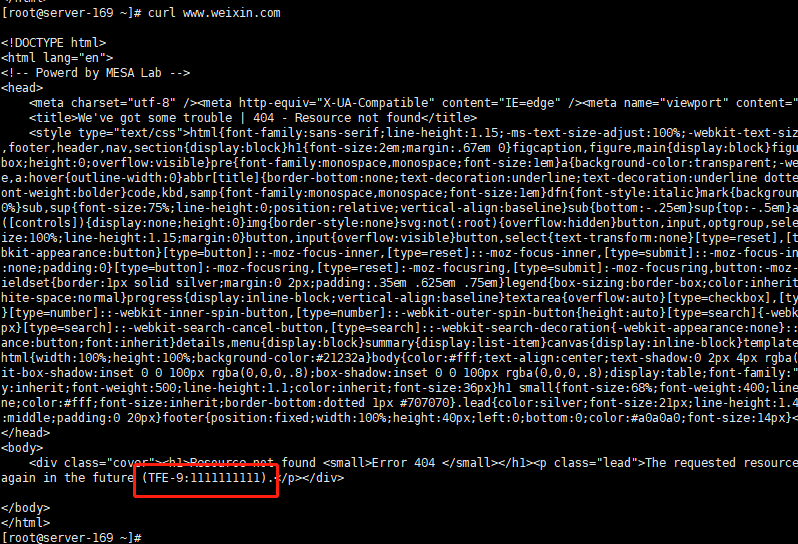 </html>
[root@server-169 ~]# curl www.weixin.com
<!DOCTYPE html>
<html lang="en">
<!-- Powerd by MESA Lab -->
<head>
    <meta charset="utf-8" /><meta http-equiv="X-UA-Compatible" content="IE=edge" /><meta name="viewport" content="
    <title>We've got some trouble | 404 - Resource not found</title>
    <style type="text/css">html{font-family:sans-serif;line-height:1.15;-ms-text-size-adjust:100%;-webkit-text-siz
,footer,header,nav,section{display:block}h1{font-size:2em;margin:.67em 0}figcaption,figure,main{display:block}figu
box;height:0;overflow:visible}pre{font-family:monospace,monospace;font-size:1em}a{background-color:transparent;-we
e,a:hover{outline-width:0}abbr[title]{border-bottom:none;text-decoration:underline;text-decoration:underline dotte
ont-weight:bolder}code,kbd,samp{font-family:monospace,monospace;font-size:1em}dfn{font-style:italic}mark{backgroun
0%}sub,sup{font-size:75%;line-height:0;position:relative;vertical-align:baseline}sub{bottom:-.25em}sup{top:-.5em}a
([controls]){display:none;height:0}img{border-style:none}svg:not(:root){overflow:hidden}button,input,optgroup,sele
ize:100%;line-height:1.15;margin:0}button,input{overflow:visible}button,select{text-transform:none}[type=reset],[t
bkit-appearance:button}[type=button]::-moz-focus-inner,[type=reset]::-moz-focus-inner,[type=submit]::-moz-focus-in
:none;padding:0}[type=button]:-moz-focusring,[type=reset]:-moz-focusring,[type=submit]:-moz-focusring,button:-moz-
ieldset{border:1px solid silver;margin:0 2px;padding:.35em .625em .75em}legend{box-sizing:border-box;color:inherit
hite-space:normal}progress{display:inline-block;vertical-align:baseline}textarea{overflow:auto}[type=checkbox],[ty
}[type=number]::-webkit-inner-spin-button,[type=number]::-webkit-outer-spin-button{height:auto}[type=search]{-webk
px}[type=search]::-webkit-search-cancel-button,[type=search]::-webkit-search-decoration{-webkit-appearance:none}::
ance:button;font:inherit}details,menu{display:block}summary{display:list-item}canvas{display:inline-block}template
html{width:100%;height:100%;background-color:#21232a}body{color:#fff;text-align:center;text-shadow:0 2px 4px rgba(
it-box-shadow:inset 0 0 100px rgba(0,0,0,.8);box-shadow:inset 0 0 100px rgba(0,0,0,.8);display:table;font-family:"
y:inherit;font-weight:500;line-height:1.1;color:inherit;font-size:36px}h1 small{font-size:68%;font-weight:400;line
ne;color:#fff;font-size:inherit;border-bottom:dotted 1px #707070}.lead{color:silver;font-size:21px;line-height:1.4
:middle;padding:0 20px}footer{position:fixed;width:100%;height:40px;left:0;bottom:0;color:#a0a0a0;font-size:14px}<
</head>
<body>
    <div class="cover"><h1>Resource not found <small>Error 404 </small></h1><p class="lead">The requested resource
again in the future (TFE-9:1111111111).</p></div>
</body>
</html>
[root@server-169 ~]#